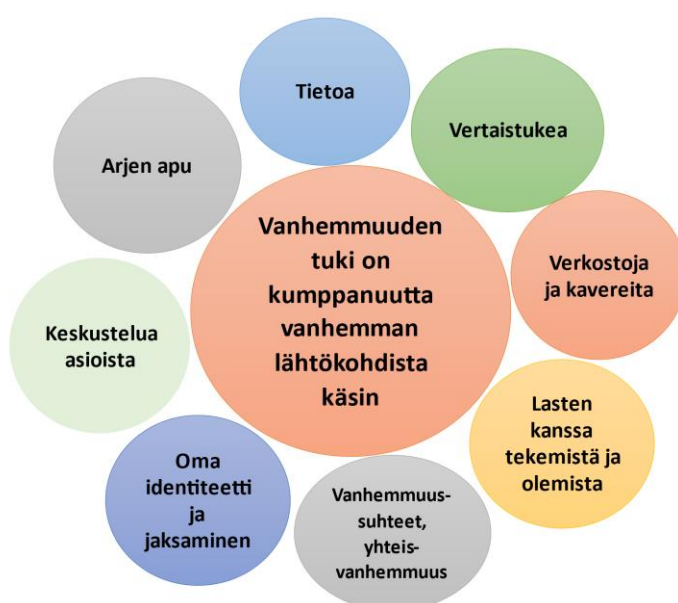 Tietoa
Vertaistukea
Arjen apu
Vanhemmuuden
tuki on
kumppanuutta
vanhemman
lähtökohdista
käsin
Verkostoja
ja kavereita
Keskustelua
asioista
Lasten
kanssa
tekemistä ja
olemista
Oma
identiteetti
ja
jaksaminen
Vanhemmuus-
suhteet,
yhteis-
vanhemmuus